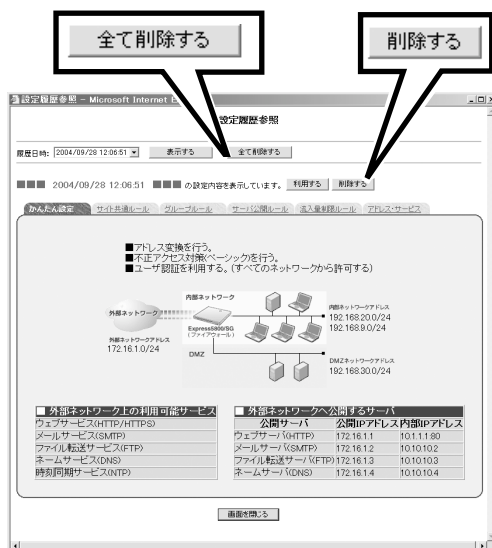 全て削除する
削除する
設定履歴参照 - Microsoft Internet E
設定履歴参照
履歴日時: 2004/09/28 12:06:51 表示する 全て削除する
■■■ 2004/09/28 12:06:51 ■■■ の設定内容を表示しています。 利用する 削除する
かんたん設定 サイト共通ルール グループルール サーバ公開ルール 流入量制限ルール アドレス・サービス
■アドレス変換を行う。
■不正アクセス対策(ベーシック)を行う。
■ユーザ認証を利用する。(すべてのネットワークから許可する)
内部ネットワーク
外部ネットワーク
Express5800/SG
(ファイアウォール)
内部ネットワークアドレス
192.168.20.0/24
192.168.9.0/24
外部ネットワークアドレス
172.16.1.0/24
DMZ
DMZネットワークアドレス
192.168.30.0/24
■ 外部ネットワーク上の利用可能サービス
ウェブサービス(HTTP/HTTPS)
メールサービス(SMTP)
ファイル転送サービス(FTP)
ネームサービス(DNS)
時刻同期サービス(NTP)
■ 外部ネットワークへ公開するサーバ
公開サーバ 公開IPアドレス 内部IPアドレス
ウェブサーバ(HTTP) 172.16.1.1 10.1.1.1:80
メールサーバ(SMTP) 172.16.1.2 10.10.10.2
ファイル転送サーバ(FTP) 172.16.1.3 10.10.10.3
ネームサーバ(DNS) 172.16.1.4 10.10.10.4
画面を閉じる